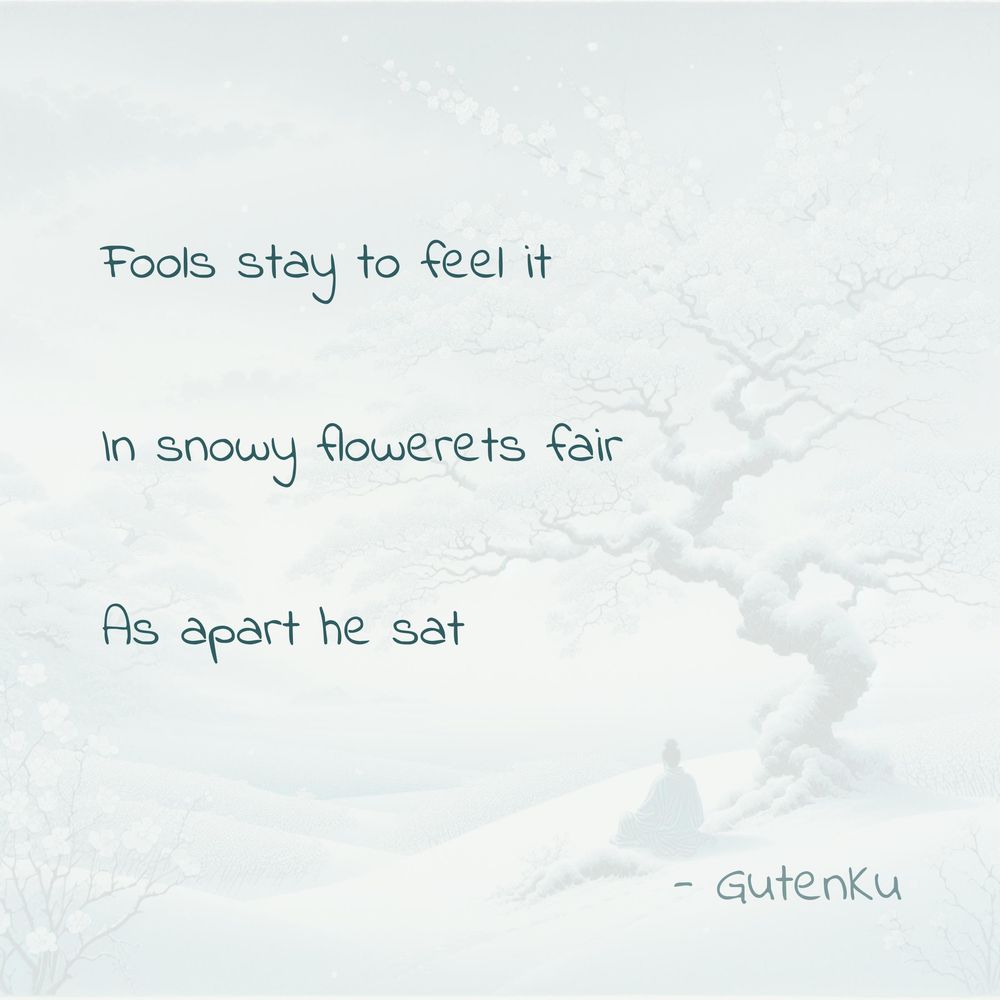 Fools stay to feel it
In snowy flowerets fair
As apart he sat
- GutenKu